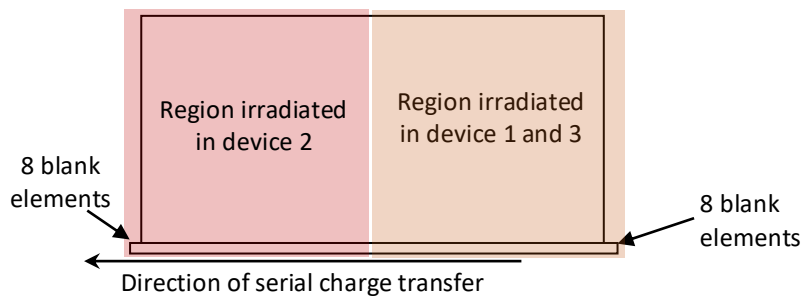 Region irradiated
in device 2
Region irradiated
in device 1 and 3
8 blank
elements
8 blank
elements
Direction of serial charge transfer